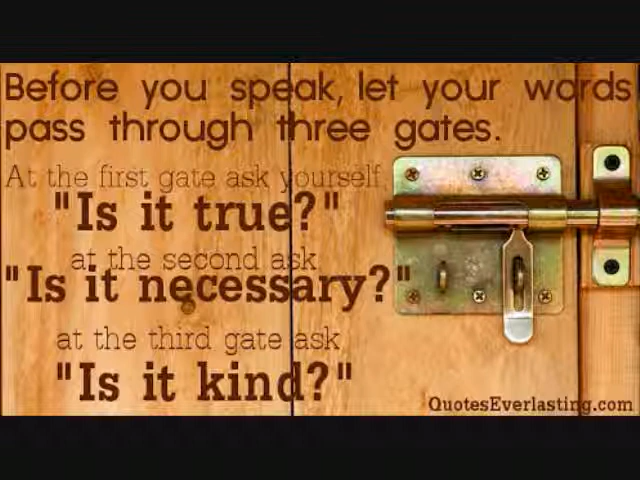 Before you speak, let your words
pass through three gates.
At the first gate ask yourself
"Is it true?"
at the second ask
"Is it necessary?"
at the third gate ask
"Is it kind?"
QuotesEverlasting.com